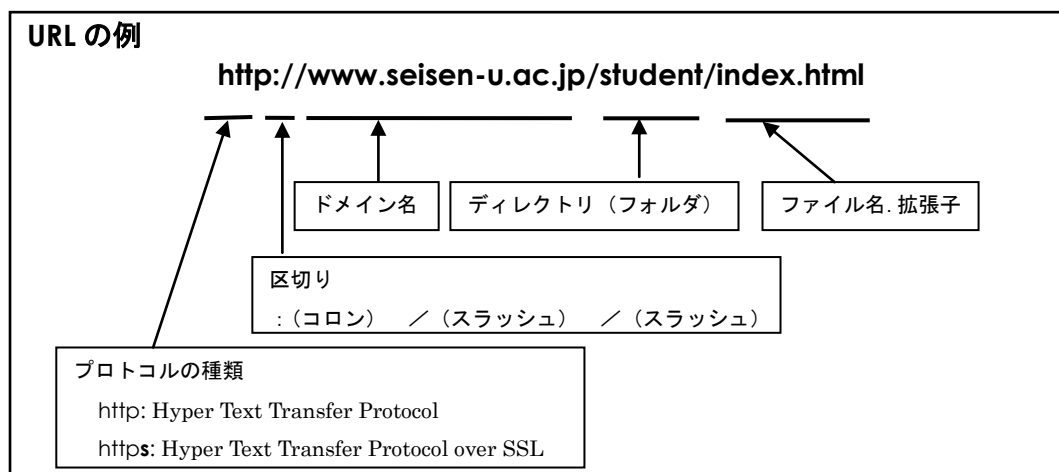 URL の例
http://www.seisen-u.ac.jp/student/index.html
ドメイン名
ディレクトリ（フォルダ）
ファイル名.拡張子
区切り
:（コロン） ／（スラッシュ） ／（スラッシュ）
プロトコルの種類
http: Hyper Text Transfer Protocol
https: Hyper Text Transfer Protocol over SSL